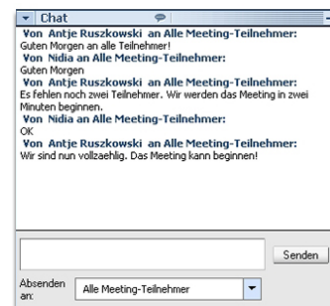 Chat
Von Antje Ruszkowski an Alle Meeting-Teilnehmer:
Guten Morgen an alle Teilnehmer!
Von Nidia an Alle Meeting-Teilnehmer:
Guten Morgen
Von Antje Ruszkowski an Alle Meeting-Teilnehmer:
Es fehlen noch zwei Teilnehmer. Wir werden das Meeting in zwei
Minuten beginnen.
Von Nidia an Alle Meeting-Teilnehmer:
OK
Von Antje Ruszkowski an Alle Meeting-Teilnehmer:
Wir sind nun vollzaehlig. Das Meeting kann beginnen!
Senden
Absenden
an:
Alle Meeting-Teilnehmer